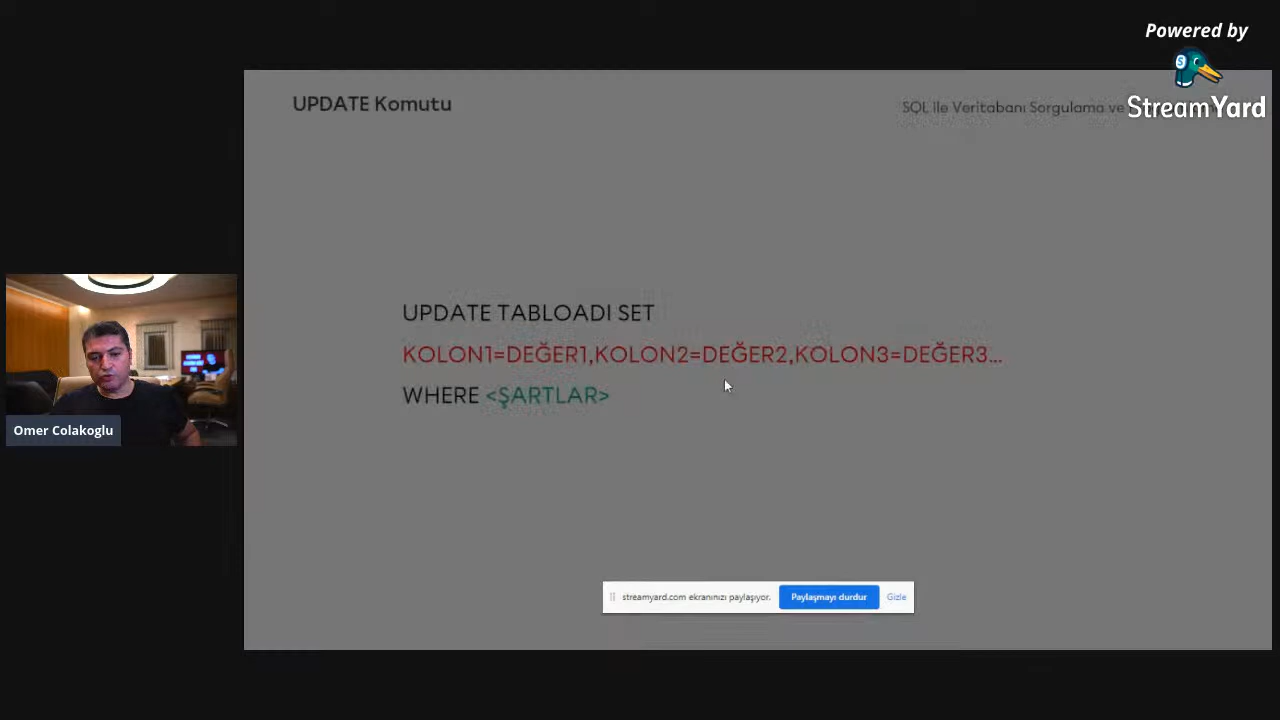 Powered by
StreamYard
UPDATE Komutu
SQL ile Veritabanı Sorgulama ve
UPDATE TABLOADI SET
KOLON1=DEĞER1,KOLON2=DEĞER2,KOLON3=DEĞER3...
WHERE <ŞARTLAR>
Omer Colakoglu
streamyard.com ekranınızı paylaşıyor. Paylaşmayı durdur Gizle